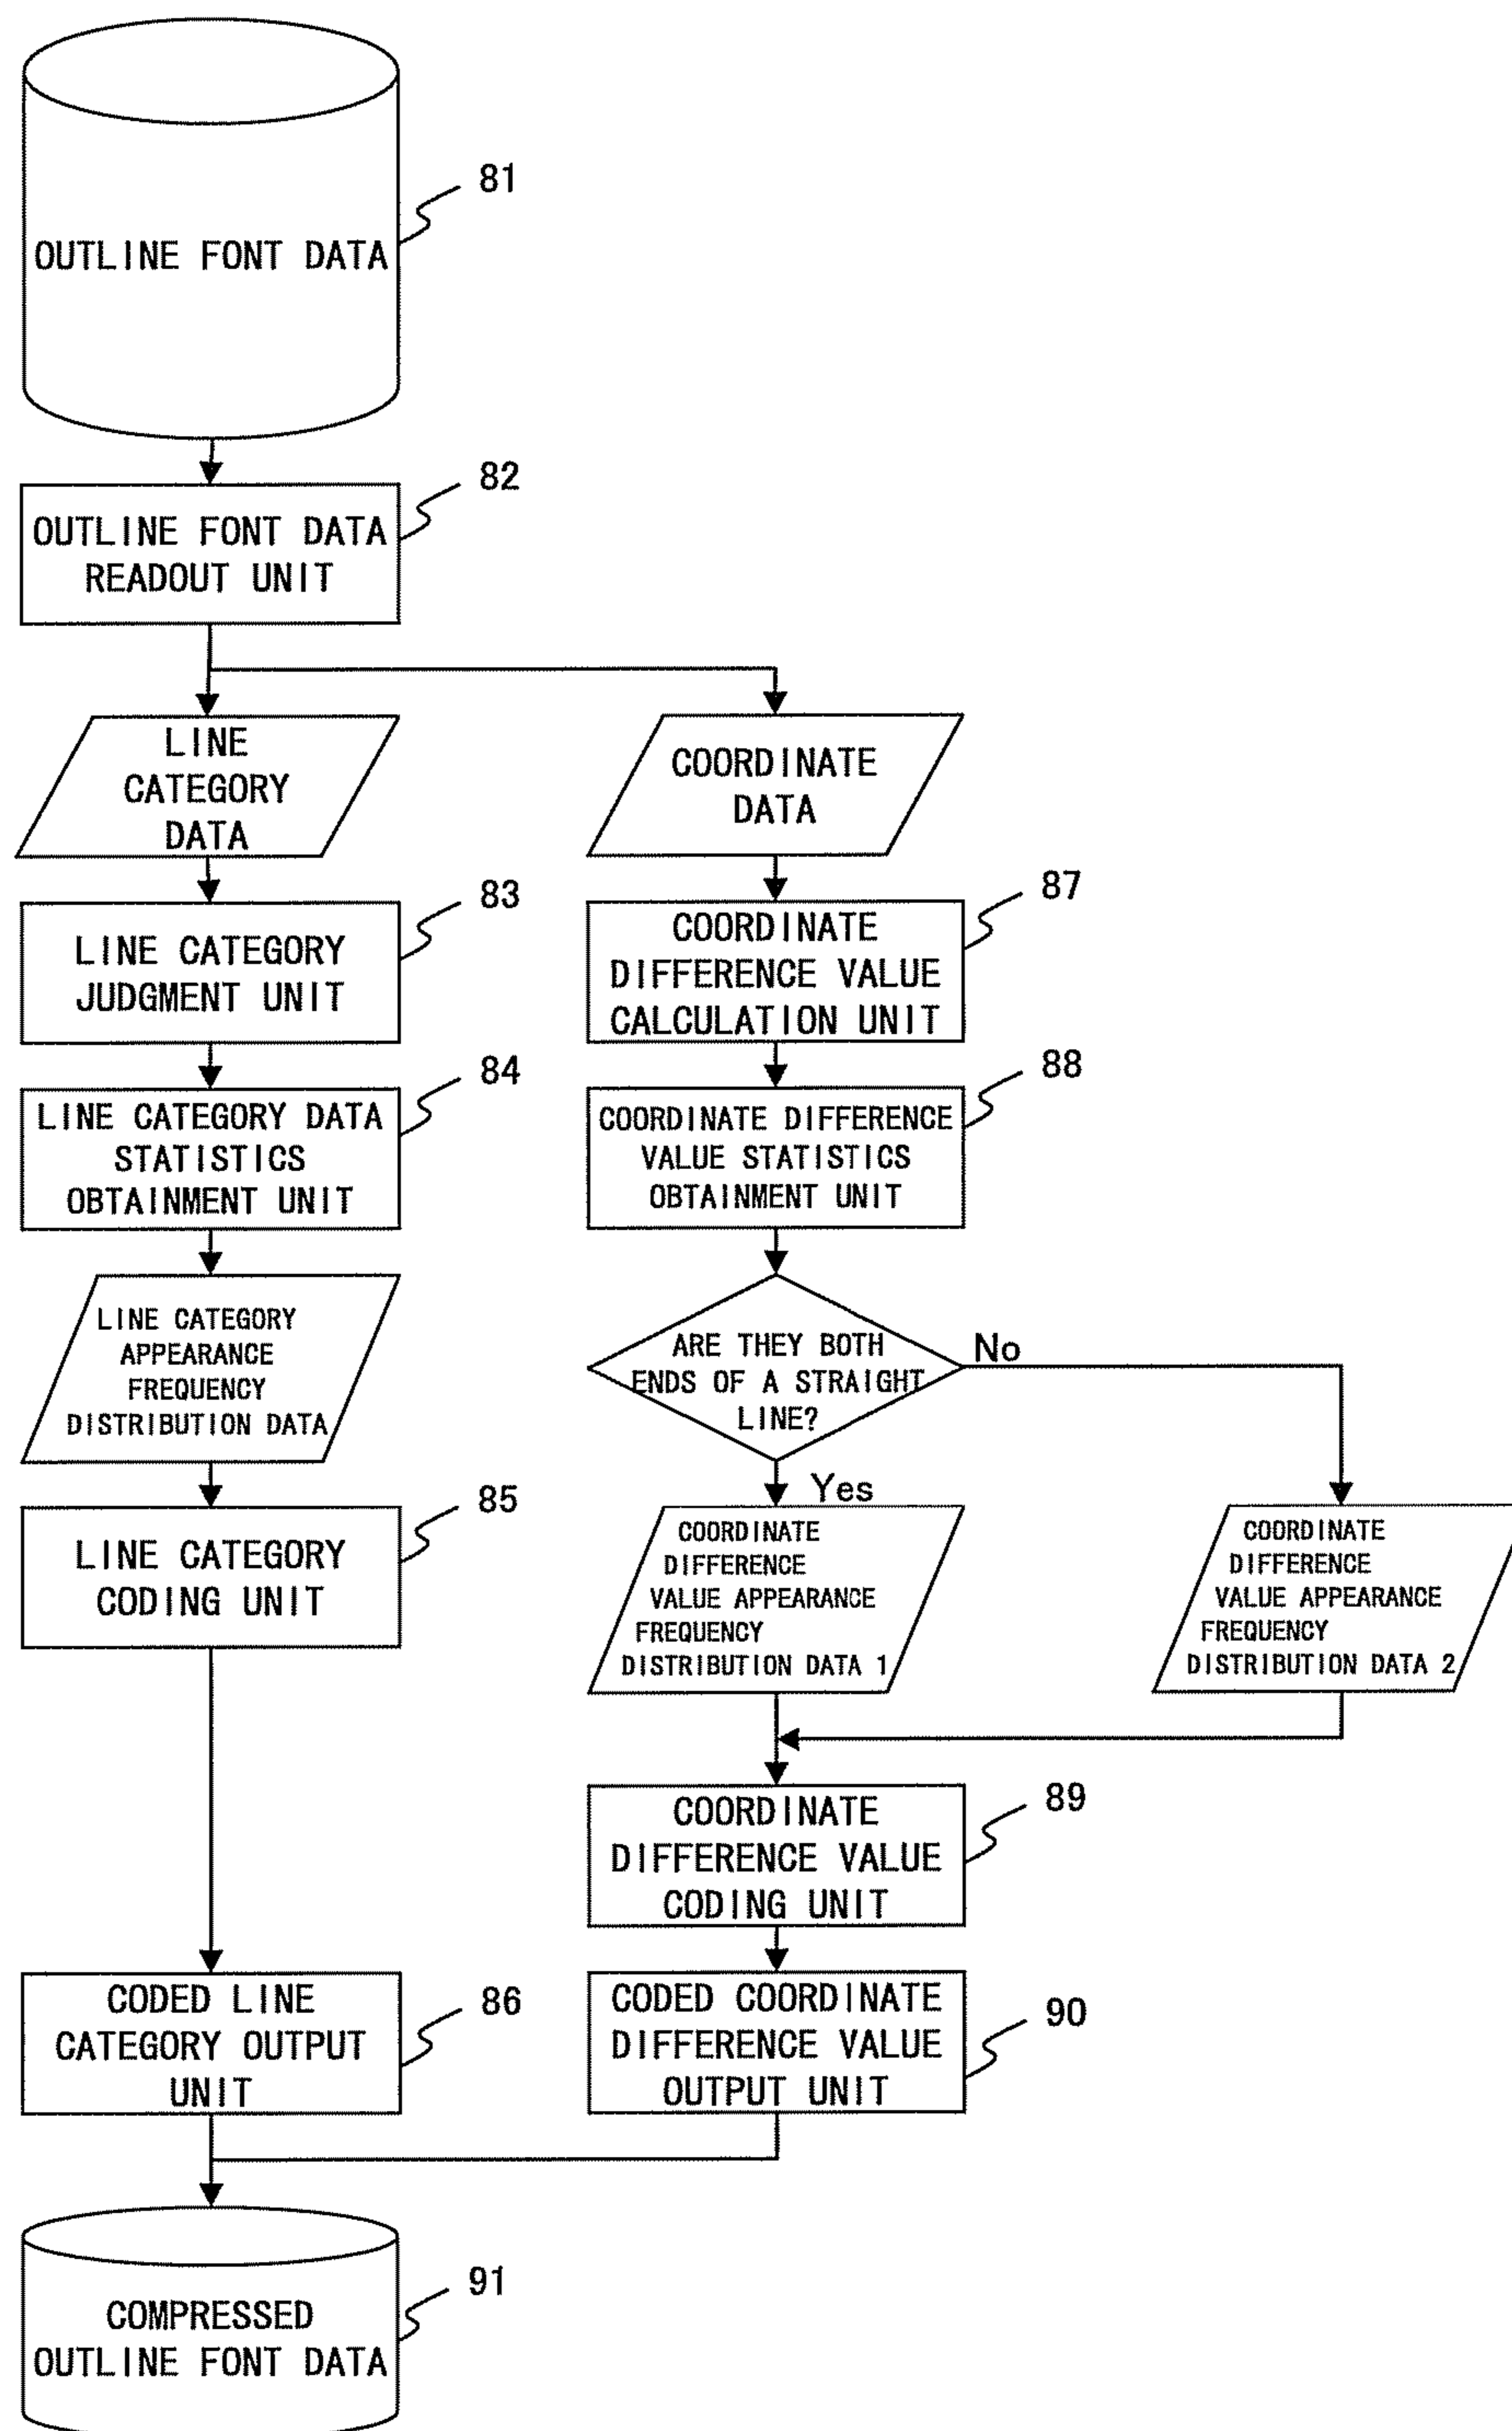 81
OUTLINE FONT DATA
82
OUTLINE FONT DATA
READOUT UNIT
LINE
CATEGORY
DATA
COORDINATE
DATA
83
LINE CATEGORY
JUDGMENT UNIT
87
COORDINATE
DIFFERENCE VALUE
CALCULATION UNIT
84
LINE CATEGORY DATA
STATISTICS
OBTAINMENT UNIT
88
COORDINATE DIFFERENCE
VALUE STATISTICS
OBTAINMENT UNIT
LINE CATEGORY
APPEARANCE
FREQUENCY
DISTRIBUTION DATA
ARE THEY BOTH
ENDS OF A STRAIGHT
LINE?
No
Yes
85
LINE CATEGORY
CODING UNIT
COORDINATE
DIFFERENCE
VALUE APPEARANCE
FREQUENCY
DISTRIBUTION DATA 1
COORDINATE
DIFFERENCE
VALUE APPEARANCE
FREQUENCY
DISTRIBUTION DATA 2
89
COORDINATE
DIFFERENCE VALUE
CODING UNIT
86
CODED LINE
CATEGORY OUTPUT
UNIT
90
CODED COORDINATE
DIFFERENCE VALUE
OUTPUT UNIT
91
COMPRESSED
OUTLINE FONT DATA